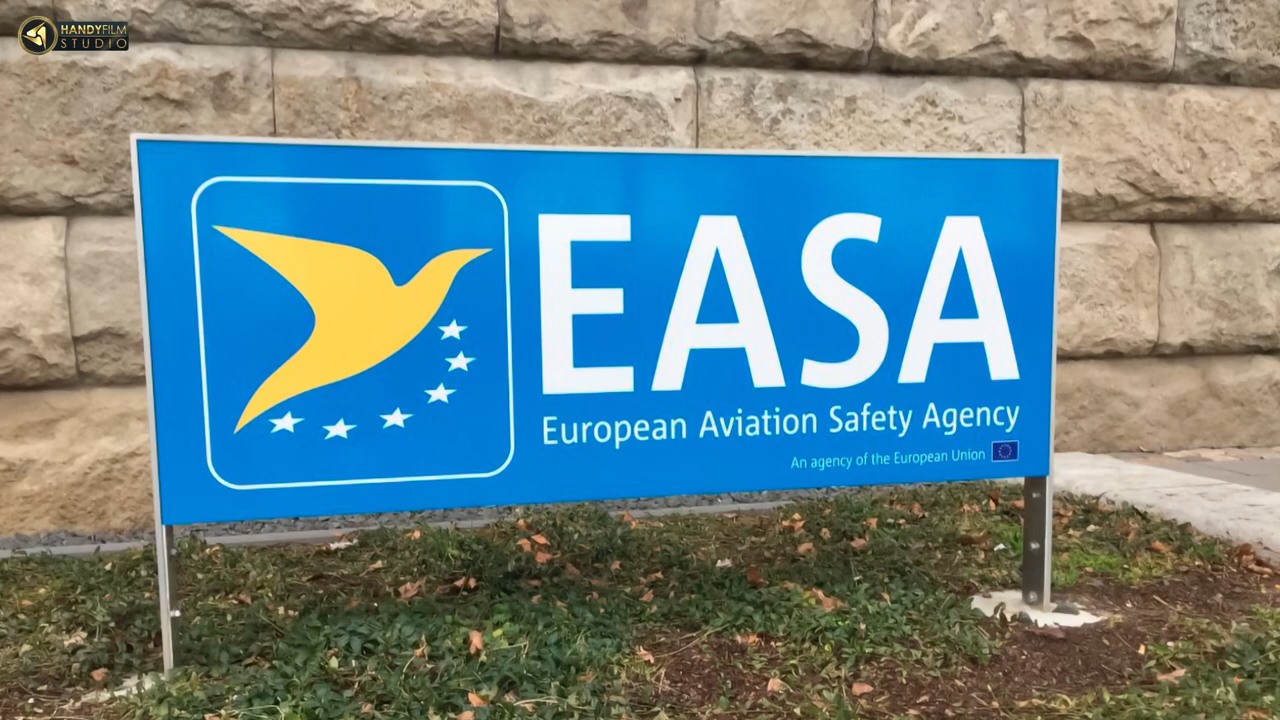 HANDYFILM
STUDIO
EASA
European Aviation Safety Agency
An agency of the European Union